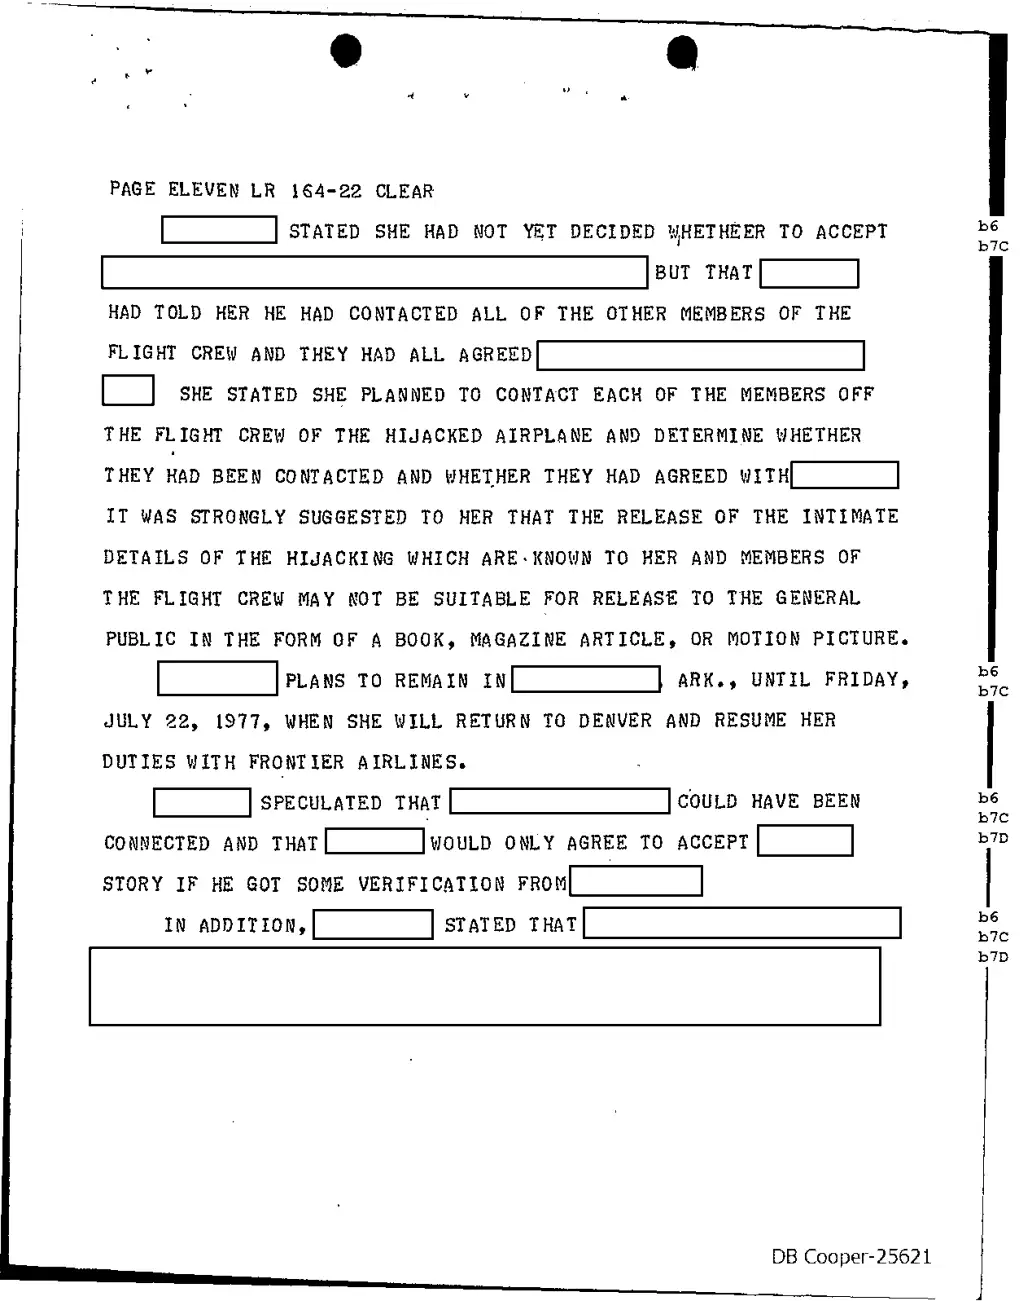 PAGE ELEVEN LR 164-22 CLEAR
STATED SHE HAD NOT YET DECIDED WHETHEER TO ACCEPT
b6
b7C
BUT THAT
HAD TOLD HER HE HAD CONTACTED ALL OF THE OTHER MEMBERS OF THE
FLIGHT CREW AND THEY HAD ALL AGREED
SHE STATED SHE PLANNED TO CONTACT EACH OF THE MEMBERS OFF
THE FLIGHT CREW OF THE HIJACKED AIRPLANE AND DETERMINE WHETHER
THEY HAD BEEN CONTACTED AND WHETHER THEY HAD AGREED WITH
IT WAS STRONGLY SUGGESTED TO HER THAT THE RELEASE OF THE INTIMATE
DETAILS OF THE HIJACKING WHICH ARE KNOWN TO HER AND MEMBERS OF
THE FLIGHT CREW MAY NOT BE SUITABLE FOR RELEASE TO THE GENERAL
PUBLIC IN THE FORM OF A BOOK, MAGAZINE ARTICLE, OR MOTION PICTURE.
PLANS TO REMAIN IN , ARK., UNTIL FRIDAY,
b6
b7C
JULY 22, 1977, WHEN SHE WILL RETURN TO DENVER AND RESUME HER
DUTIES WITH FRONTIER AIRLINES.
SPECULATED THAT COULD HAVE BEEN
b6
b7C
b7D
CONNECTED AND THAT WOULD ONLY AGREE TO ACCEPT
STORY IF HE GOT SOME VERIFICATION FROM
IN ADDITION, STATED THAT
b6
b7C
b7D
DB Cooper-25621